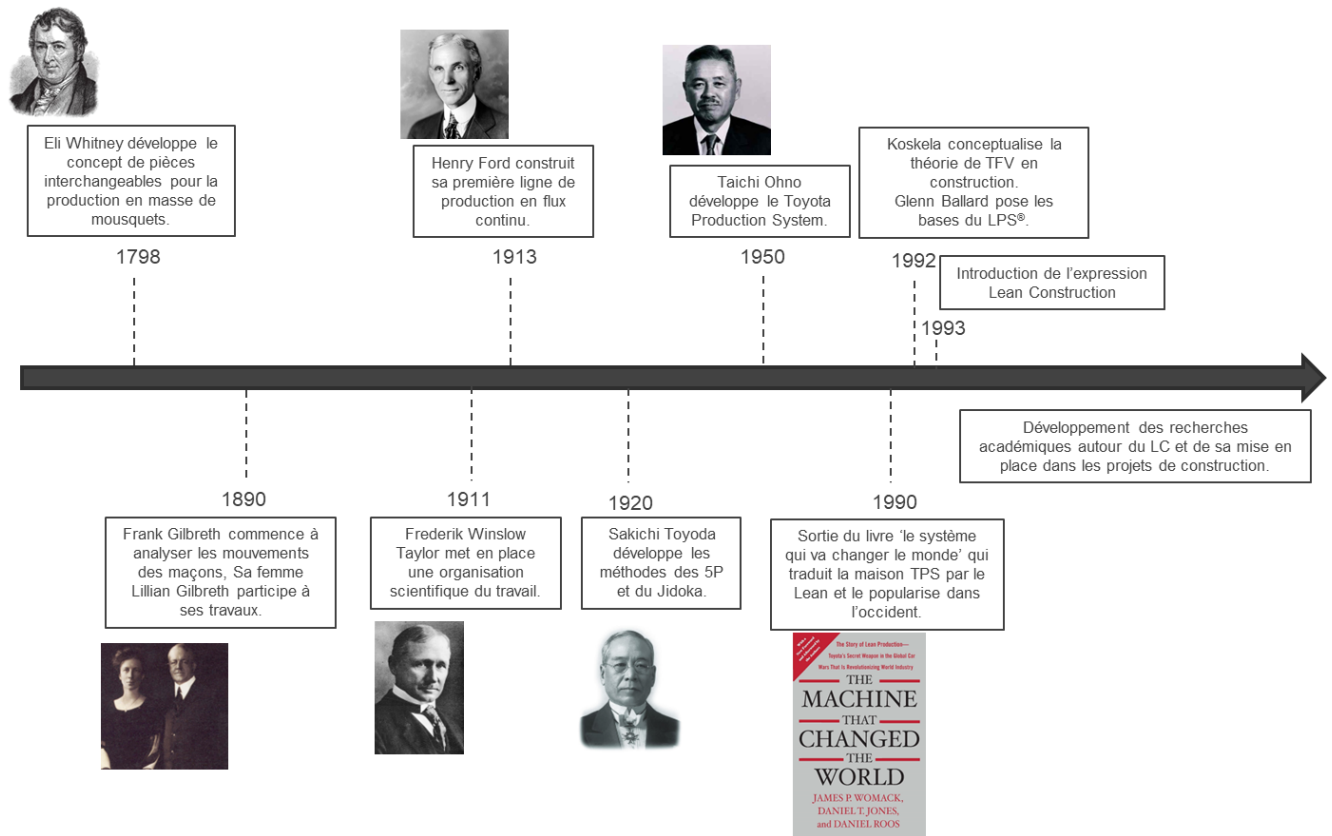 Eli Whitney développe le
concept de pièces
interchangeables pour la
production en masse de
mousquets.
1798
Henry Ford construit
sa première ligne de
production en flux
continu.
1913
Taichi Ohno
développe le Toyota
Production System.
1950
Koskela conceptualise la
théorie de TFV en
construction.
Glenn Ballard pose les
bases du LPS®.
1992
Introduction de l'expression
Lean Construction
1993
Développement des recherches
académiques autour du LC et de sa mise en
place dans les projets de construction.
1890
Frank Gilbreth commence à
analyser les mouvements
des maçons, Sa femme
Lillian Gilbreth participe à
ses travaux.
1911
Frederik Winslow
Taylor met en place
une organisation
scientifique du travail.
1920
Sakichi Toyoda
développe les
méthodes des 5P
et du Jidoka.
1990
Sortie du livre 'le système
qui va changer le monde' qui
traduit la maison TPS par le
Lean et le popularise dans
l'occident.
The Story of Lean Production—
Toyota's Secret Weapon in the Global Car
Wars That Is Revolutionizing World Industry
THE
MACHINE
THAT
CHANGED
THE
WORLD
JAMES P. WOMACK,
DANIEL T. JONES,
and DANIEL ROOS